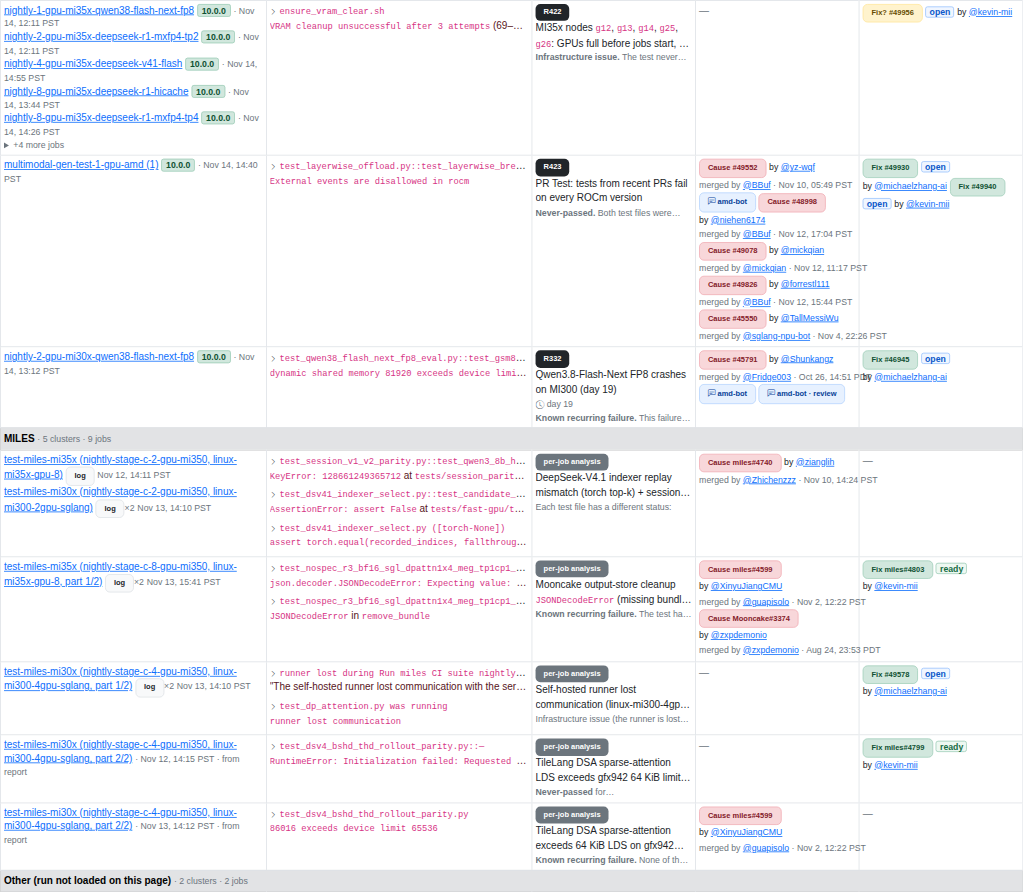 nightly-1-gpu-mi35x-qwen38-flash-next-fp8 10.0.0 · Nov
14, 12:11 PST
nightly-2-gpu-mi35x-deepseek-r1-mxfp4-tp2 10.0.0 · Nov
14, 12:11 PST
nightly-4-gpu-mi35x-deepseek-v41-flash 10.0.0 · Nov 14,
14:55 PST
nightly-8-gpu-mi35x-deepseek-r1-hicache 10.0.0 · Nov
14, 13:44 PST
nightly-8-gpu-mi35x-deepseek-r1-mxfp4-tp4 10.0.0 · Nov
14, 14:26 PST
+4 more jobs
ensure_vram_clear.sh
VRAM cleanup unsuccessful after 3 attempts (69–…
R422
MI35x nodes g12, g13, g14, g25,
g26: GPUs full before jobs start, …
Infrastructure issue. The test never…
—
Fix? #49956 open by @kevin-mii
multimodal-gen-test-1-gpu-amd (1) 10.0.0 · Nov 14, 14:40
PST
test_layerwise_offload.py::test_layerwise_bre…
External events are disallowed in rocm
R423
PR Test: tests from recent PRs fail
on every ROCm version
Never-passed. Both test files were…
Cause #49552 by @yz-wqf
merged by @BBuf · Nov 10, 05:49 PST
amd-bot Cause #48998
by @niehen6174
merged by @BBuf · Nov 12, 17:04 PST
Cause #49078 by @mickqian
merged by @mickqian · Nov 12, 11:17 PST
Cause #49826 by @forrestl111
merged by @BBuf · Nov 12, 15:44 PST
Cause #45550 by @TallMessiWu
merged by @sglang-npu-bot · Nov 4, 22:26 PST
Fix #49930 open
by @michaelzhang-ai Fix #49940
open by @kevin-mii
nightly-2-gpu-mi30x-qwen38-flash-next-fp8 10.0.0 · Nov
14, 13:12 PST
test_qwen38_flash_next_fp8_eval.py::test_gsm8…
dynamic shared memory 81920 exceeds device limi…
R332
Qwen3.8-Flash-Next FP8 crashes
on MI300 (day 19)
day 19
Known recurring failure. This failure…
Cause #45791 by @Shunkangz
merged by @Fridge003 · Oct 26, 14:51 PDT
amd-bot amd-bot · review
Fix #46945 open
by @michaelzhang-ai
MILES · 5 clusters · 9 jobs
test-miles-mi35x (nightly-stage-c-2-gpu-mi350, linux-
mi35x-gpu-8) log Nov 12, 14:11 PST
test-miles-mi30x (nightly-stage-c-2-gpu-mi350, linux-
mi300-2gpu-sglang) log ×2 Nov 13, 14:10 PST
test_session_v1_v2_parity.py::test_qwen3_8b_h…
KeyError: 128661249365712 at tests/session_parit…
test_dsv41_indexer_select.py::test_candidate_…
AssertionError: assert False at tests/fast-gpu/t…
test_dsv41_indexer_select.py ([torch-None])
assert torch.equal(recorded_indices, fallthroug…
per-job analysis
DeepSeek-V4.1 indexer replay
mismatch (torch top-k) + session…
Each test file has a different status:
Cause miles#4740 by @zianglih
merged by @Zhichenzzz · Nov 10, 14:24 PST
—
test-miles-mi35x (nightly-stage-c-8-gpu-mi350, linux-
mi35x-gpu-8, part 1/2) log ×2 Nov 13, 15:41 PST
test_nospec_r3_bf16_sgl_dpattn1x4_meg_tp1cp1_…
json.decoder.JSONDecodeError: Expecting value: …
test_nospec_r3_bf16_sgl_dpattn1x4_meg_tp1cp1_…
JSONDecodeError in remove_bundle
per-job analysis
Mooncake output-store cleanup
JSONDecodeError (missing bundl…
Known recurring failure. The test ha…
Cause miles#4599
by @XinyuJiangCMU
merged by @guapisolo · Nov 2, 12:22 PST
Cause Mooncake#3374
by @zxpdemonio
merged by @zxpdemonio · Aug 24, 23:53 PDT
Fix miles#4803 ready
by @kevin-mii
test-miles-mi30x (nightly-stage-c-4-gpu-mi350, linux-
mi300-4gpu-sglang, part 1/2) log ×2 Nov 13, 14:10 PST
runner lost during Run miles CI suite nightly…
"The self-hosted runner lost communication with the ser…
test_dp_attention.py was running
runner lost communication
per-job analysis
Self-hosted runner lost
communication (linux-mi300-4gp…
Infrastructure issue (the runner is lost…
—
Fix #49578 open
by @michaelzhang-ai
test-miles-mi30x (nightly-stage-c-4-gpu-mi350, linux-
mi300-4gpu-sglang, part 2/2) · Nov 12, 14:15 PST · from
report
test_dsv4_bshd_thd_rollout_parity.py::—
RuntimeError: Initialization failed: Requested …
per-job analysis
TileLang DSA sparse-attention
LDS exceeds gfx942 64 KiB limit…
Never-passed for…
—
Fix miles#4799 ready
by @kevin-mii
test-miles-mi30x (nightly-stage-c-4-gpu-mi350, linux-
mi300-4gpu-sglang, part 2/2) · Nov 13, 14:12 PST · from
report
test_dsv4_bshd_thd_rollout_parity.py
86016 exceeds device limit 65536
per-job analysis
TileLang DSA sparse-attention
exceeds 64 KiB LDS on gfx942…
Known recurring failure. None of th…
Cause miles#4599
by @XinyuJiangCMU
merged by @guapisolo · Nov 2, 12:22 PST
—
Other (run not loaded on this page) · 2 clusters · 2 jobs